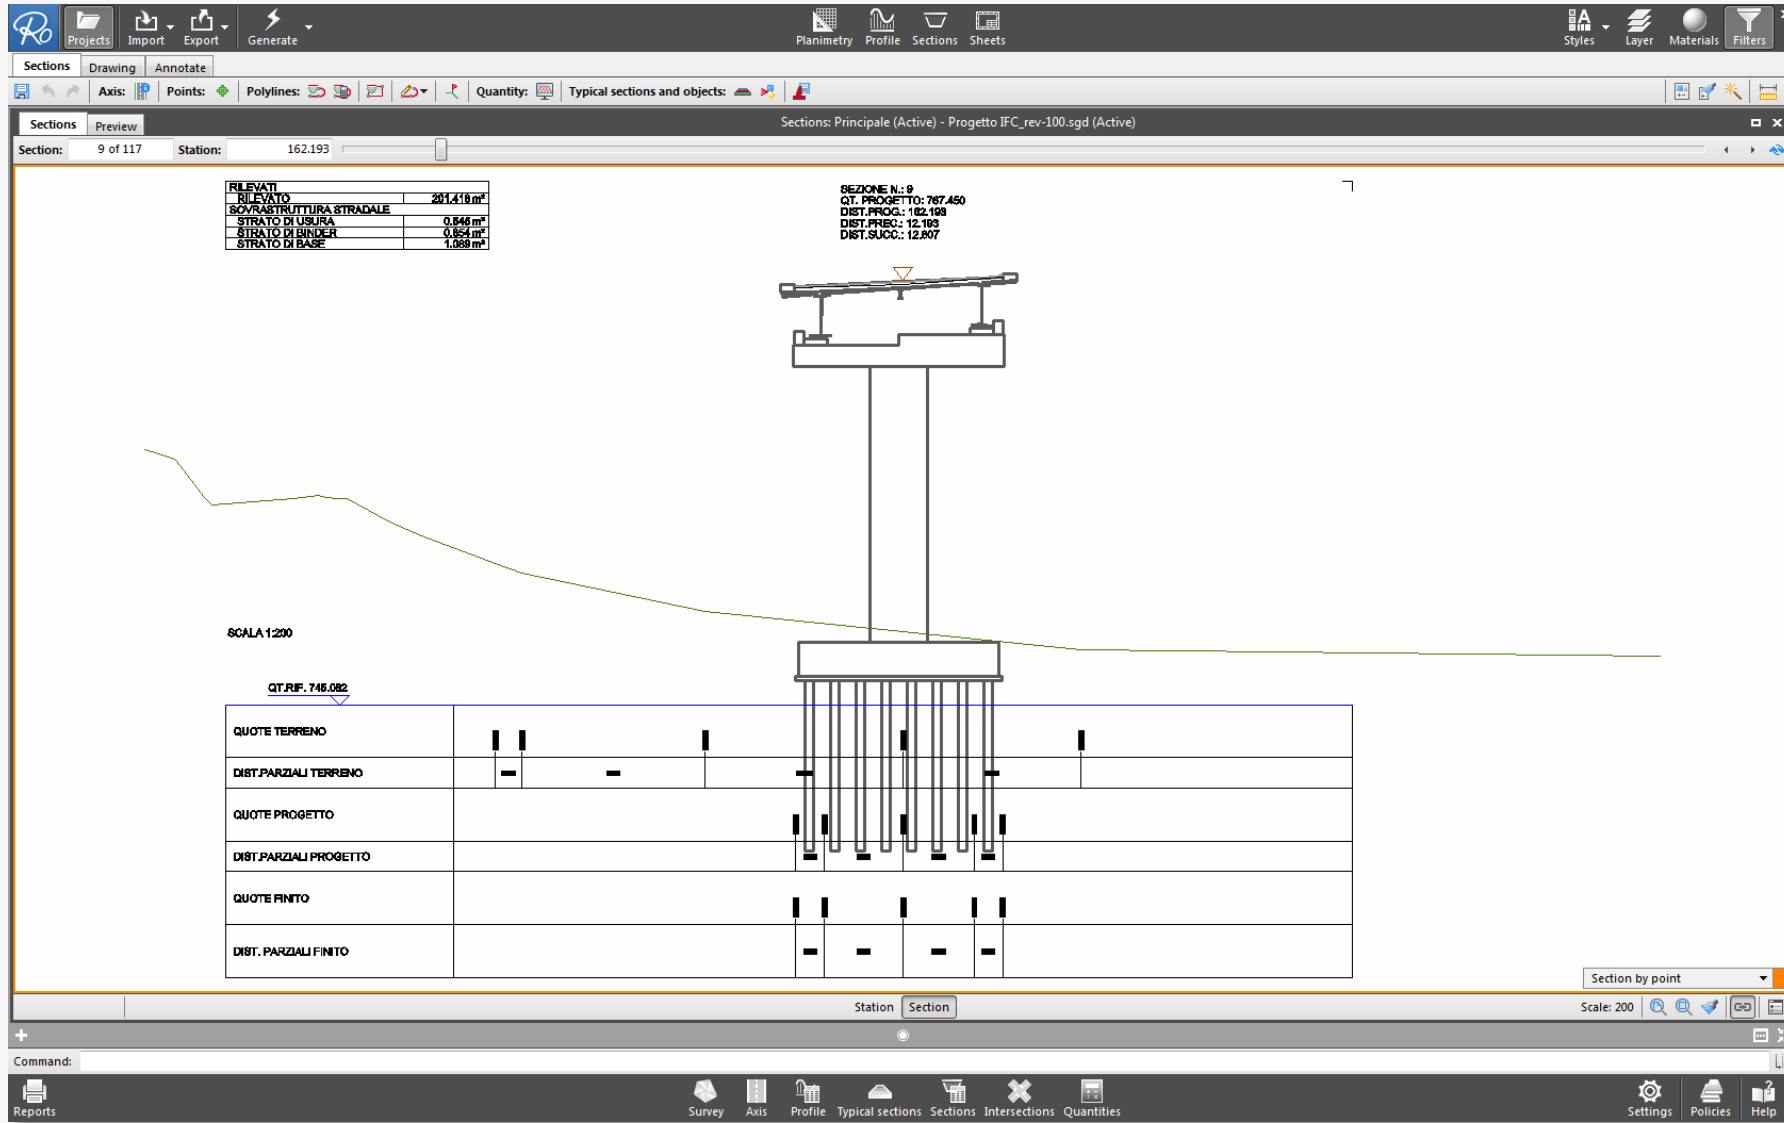 Ro
Projects
Import
Export
Generate
Planimetry
Profile
Sections
Sheets
Styles
Layer
Materials
Filters
Sections
Drawing
Annotate
Axis:
Points:
Polylines:
Quantity:
Typical sections and objects:
Sections
Preview
Sections: Principale (Active) - Progetto IFC_rev-100.sgd (Active)
Section:
9 of 117
Station:
162.193
RILEVATI
RILEVATO 201.418 m²
SOVRASTRUTTURA STRADALE
STRATO DI USURA 0.545 m²
STRATO DI BINDER 0.654 m²
STRATO DI BASE 1.089 m²
SEZIONE N.: 9
QT. PROGETTO: 767.450
DIST.PROG.: 162.193
DIST.PREC.: 12.193
DIST.SUCC.: 12.807
SCALA 1:200
QT.RIF. 745.082
QUOTE TERRENO
DIST.PARZIALI TERRENO
QUOTE PROGETTO
DIST.PARZIALI PROGETTO
QUOTE FINITO
DIST. PARZIALI FINITO
Section by point
Station
Section
Scale: 200
Command:
Reports
Survey
Axis
Profile
Typical sections
Sections
Intersections
Quantities
Settings
Policies
Help